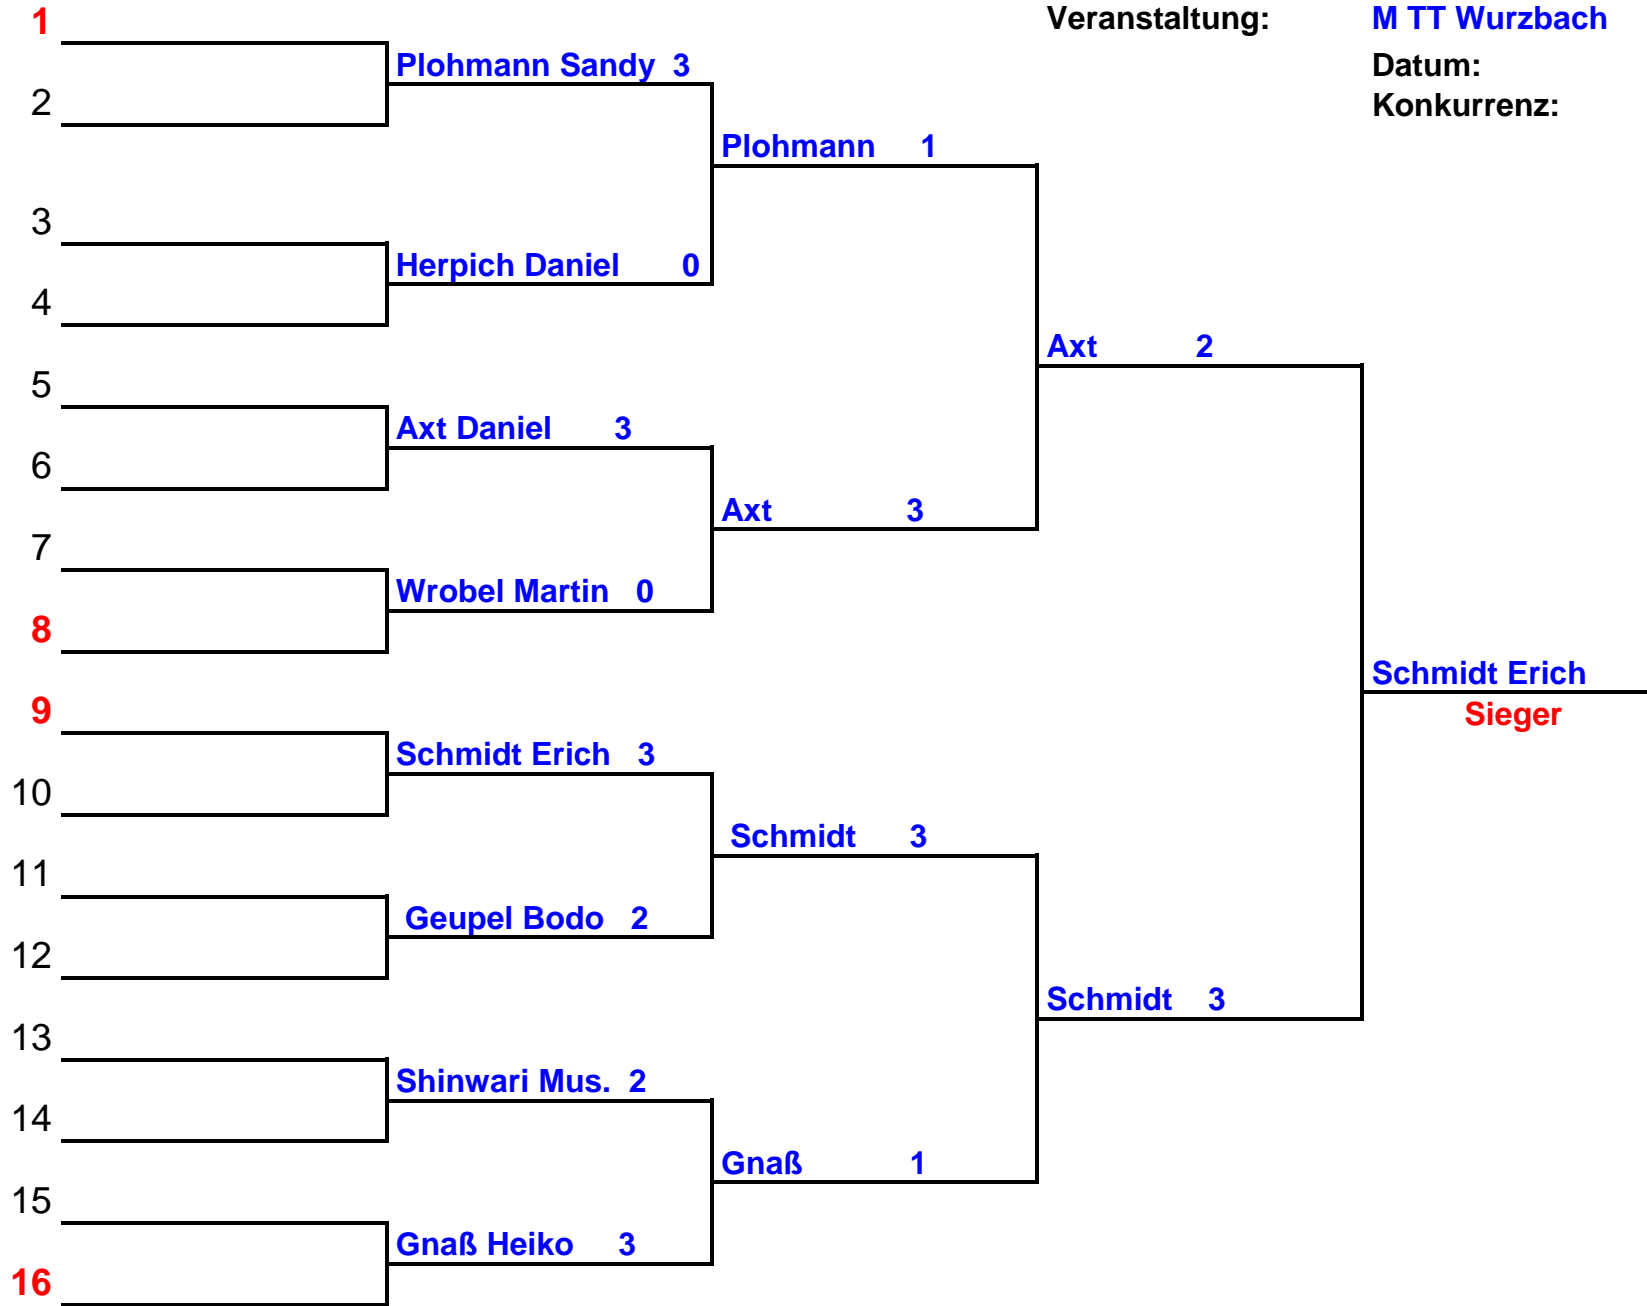 1
Veranstaltung: M TT Wurzbach
Plohmann Sandy 3
Datum:
2
Konkurrenz:
Plohmann 1
3
Herpich Daniel 0
4
Axt 2
5
Axt Daniel 3
6
Axt 3
7
Wrobel Martin 0
8
Schmidt Erich
9
Sieger
Schmidt Erich 3
10
Schmidt 3
11
Geupel Bodo 2
12
Schmidt 3
13
Shinwari Mus. 2
14
Gnaß 1
15
Gnaß Heiko 3
16